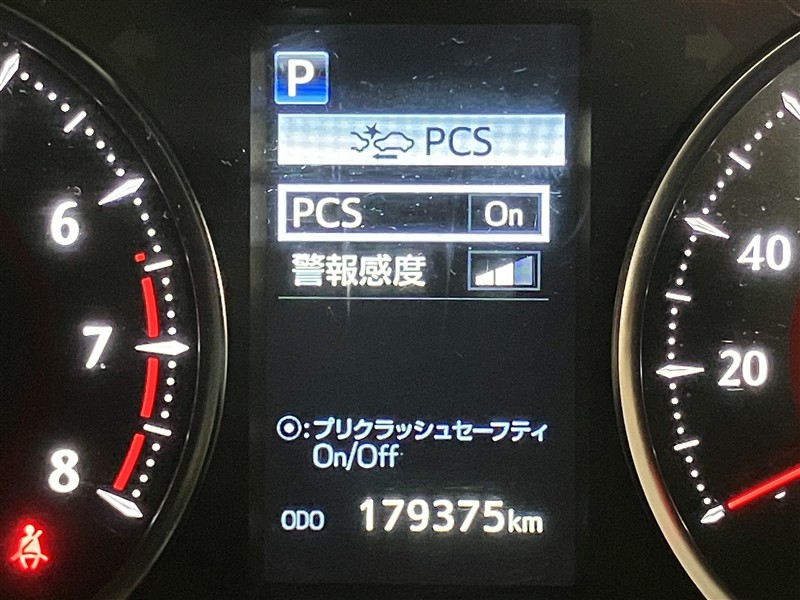 P
PCS
PCS On
警報感度
6
7
8
40
20
◎:プリクラッシュセーフティ
On/Off
ODO 179375km